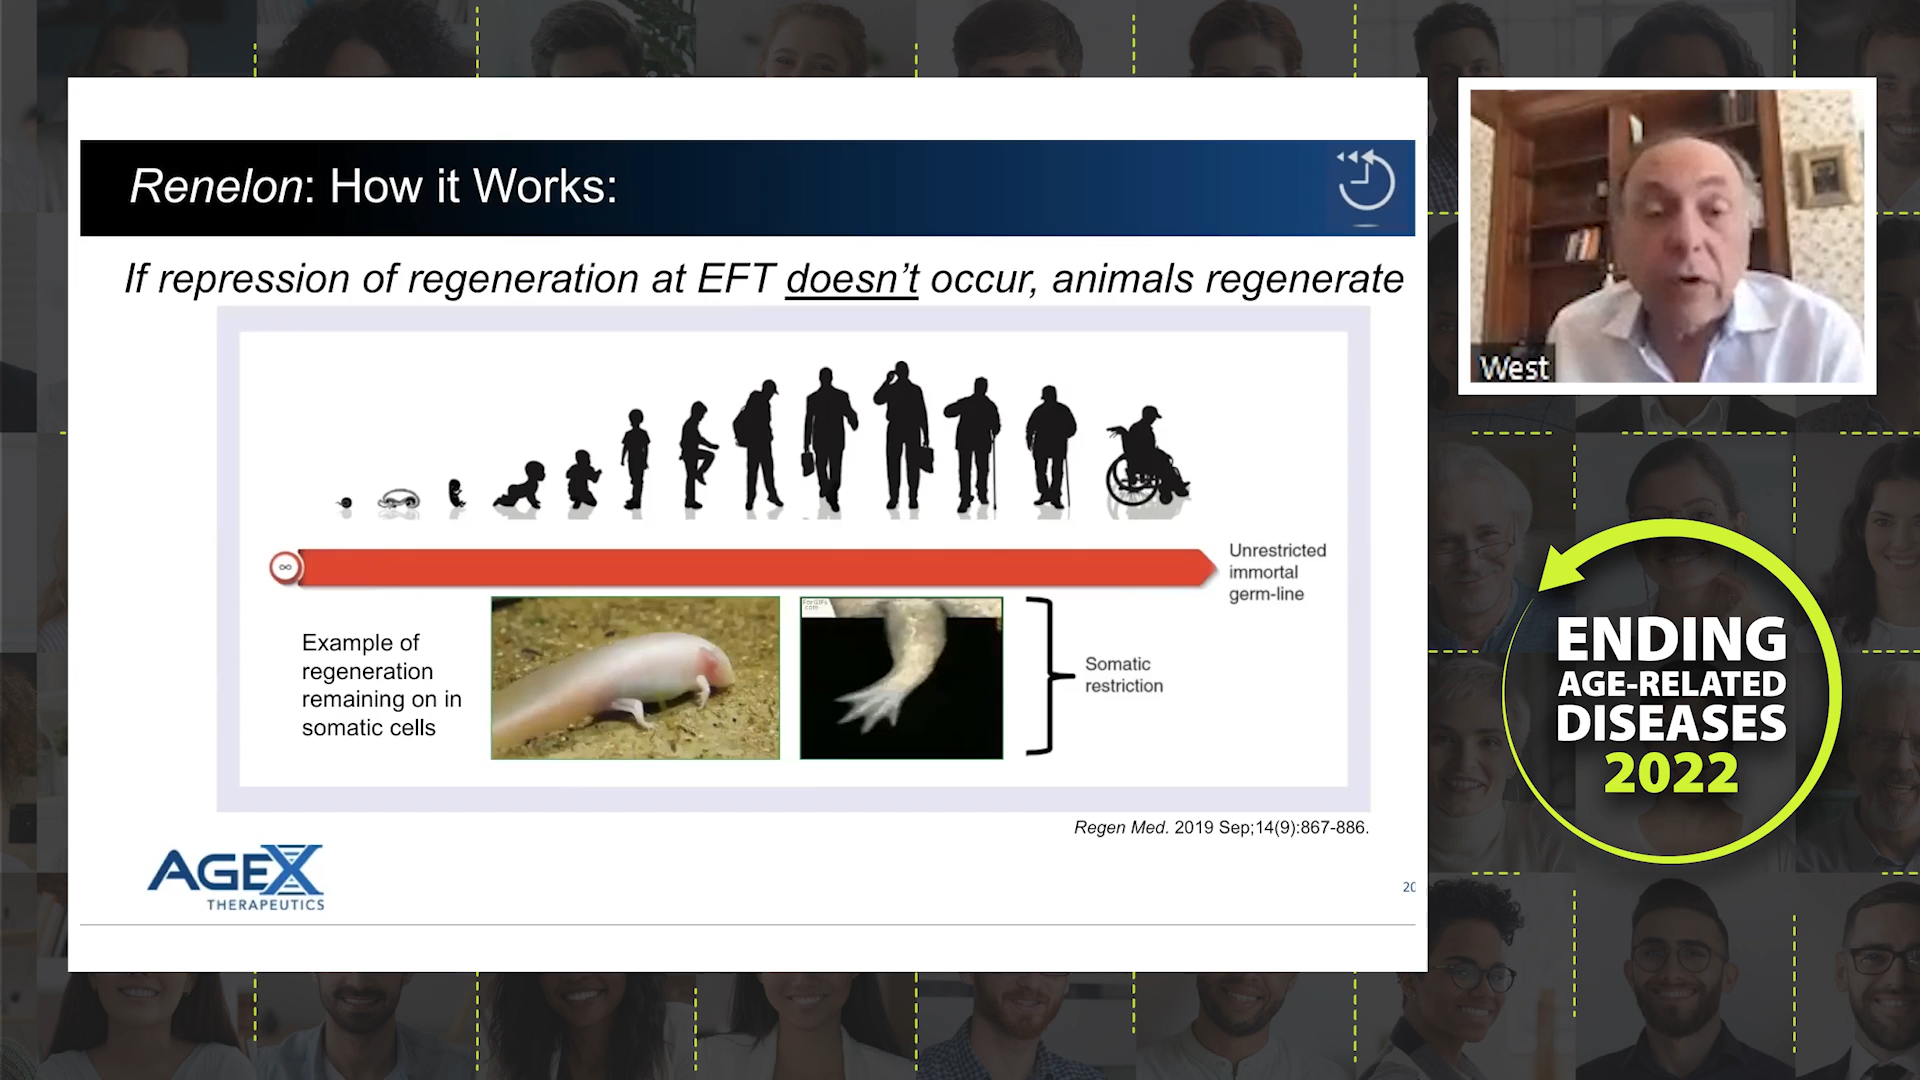 Renelon: How it Works:
If repression of regeneration at EFT doesn't occur, animals regenerate
∞
Unrestricted
immortal
germ-line
Example of
regeneration
remaining on in
somatic cells
Somatic
restriction
Regen Med. 2019 Sep;14(9):867-886.
AGEX
THERAPEUTICS
20
West
ENDING
AGE-RELATED
DISEASES
2022